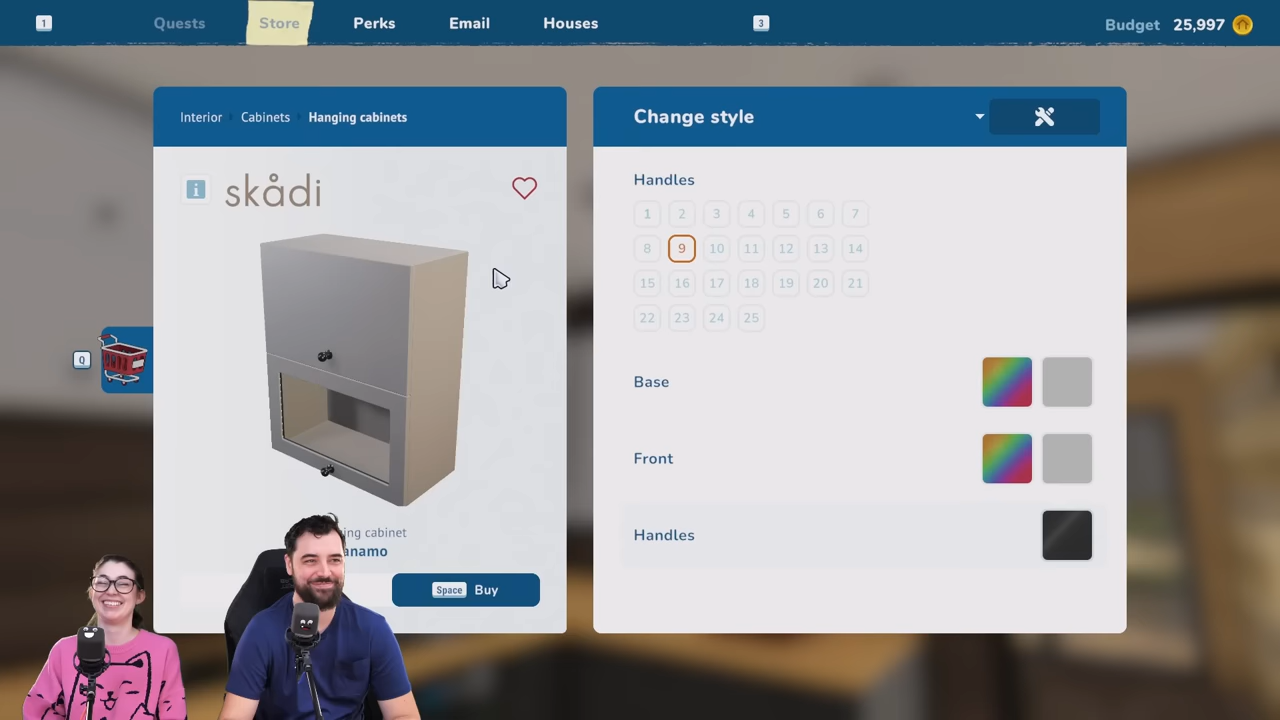 1 Quests Store Perks Email Houses 3 Budget 25,997
Interior Cabinets Hanging cabinets
Change style
i skådi
Handles
1 2 3 4 5 6 7
8 9 10 11 12 13 14
15 16 17 18 19 20 21
22 23 24 25
Q
Base
Front
Handles
cabinet
Space Buy